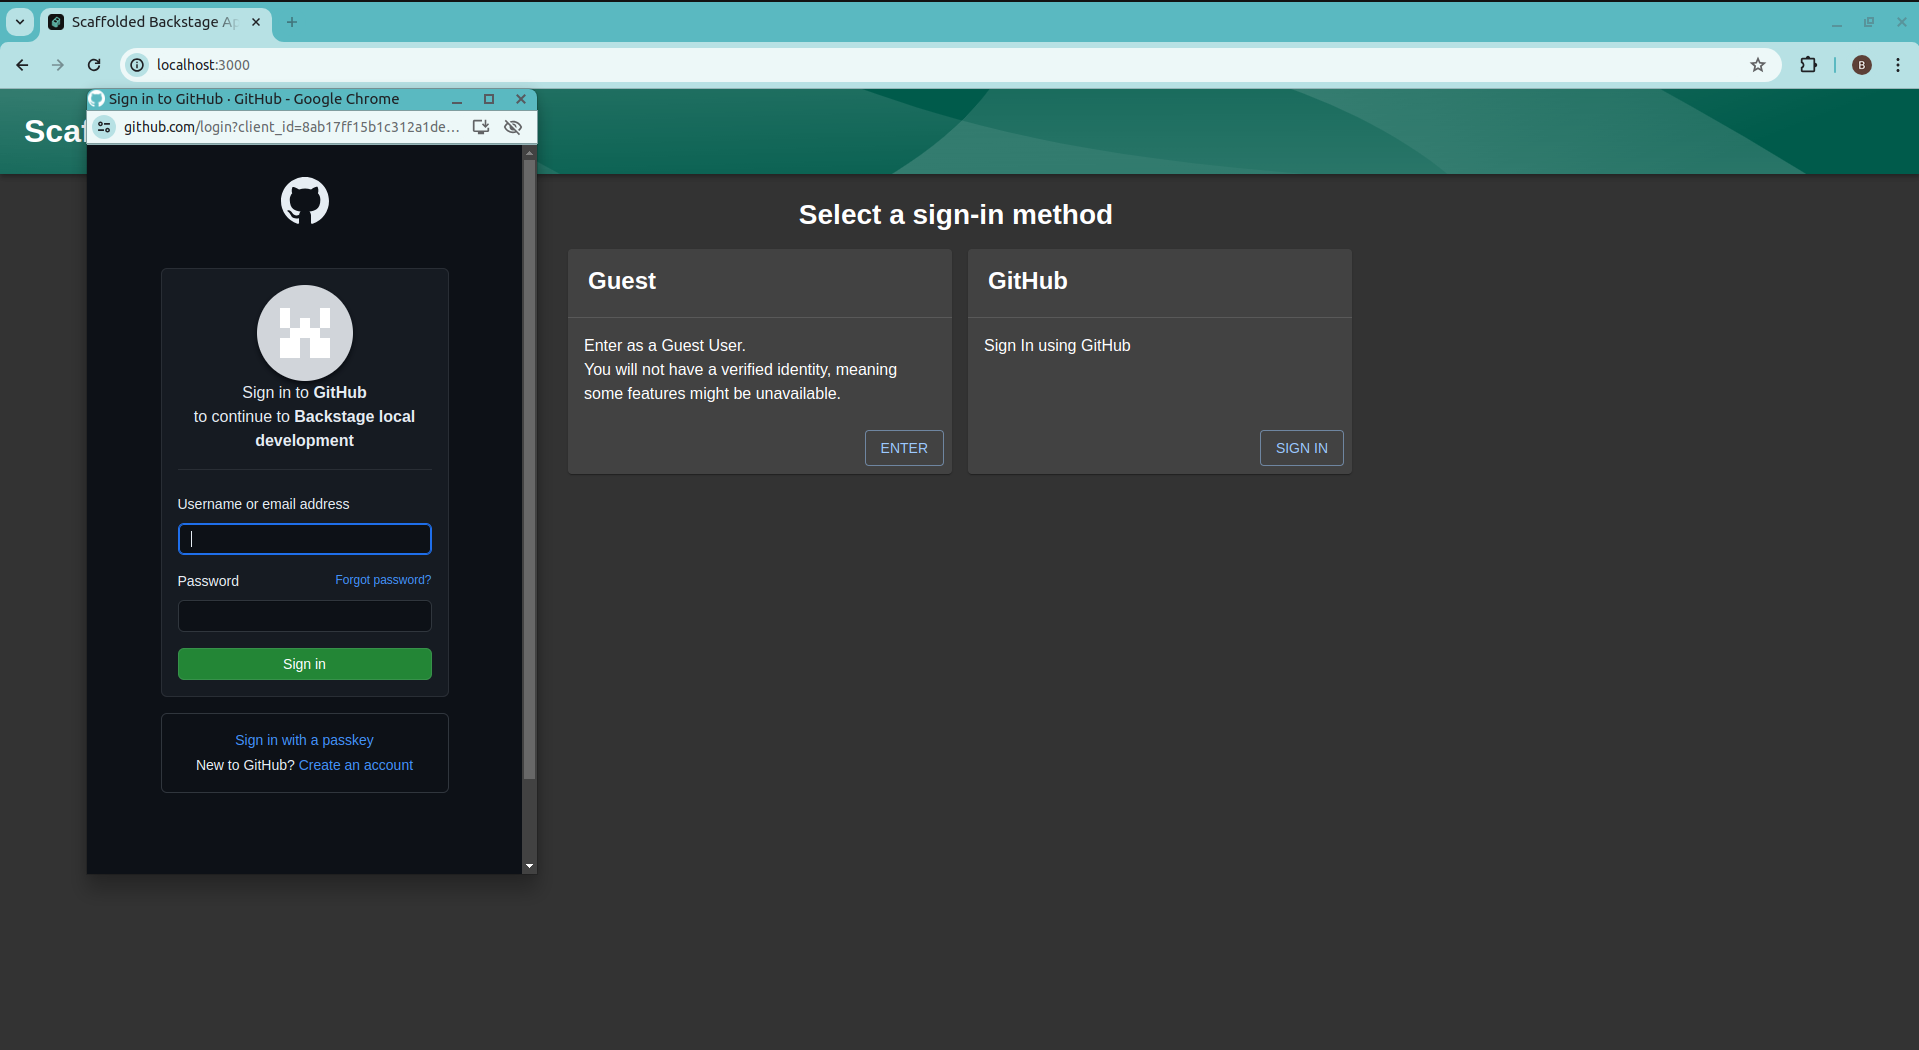 Scaffolded Backstage Ap
localhost:3000
Sign in to GitHub · GitHub - Google Chrome
github.com/login?client_id=8ab17ff15b1c312a1de...
Sign in to GitHub
to continue to Backstage local
development
Username or email address
Password
Forgot password?
Sign in
Sign in with a passkey
New to GitHub? Create an account
Select a sign-in method
Guest
Enter as a Guest User.
You will not have a verified identity, meaning
some features might be unavailable.
ENTER
GitHub
Sign In using GitHub
SIGN IN
B